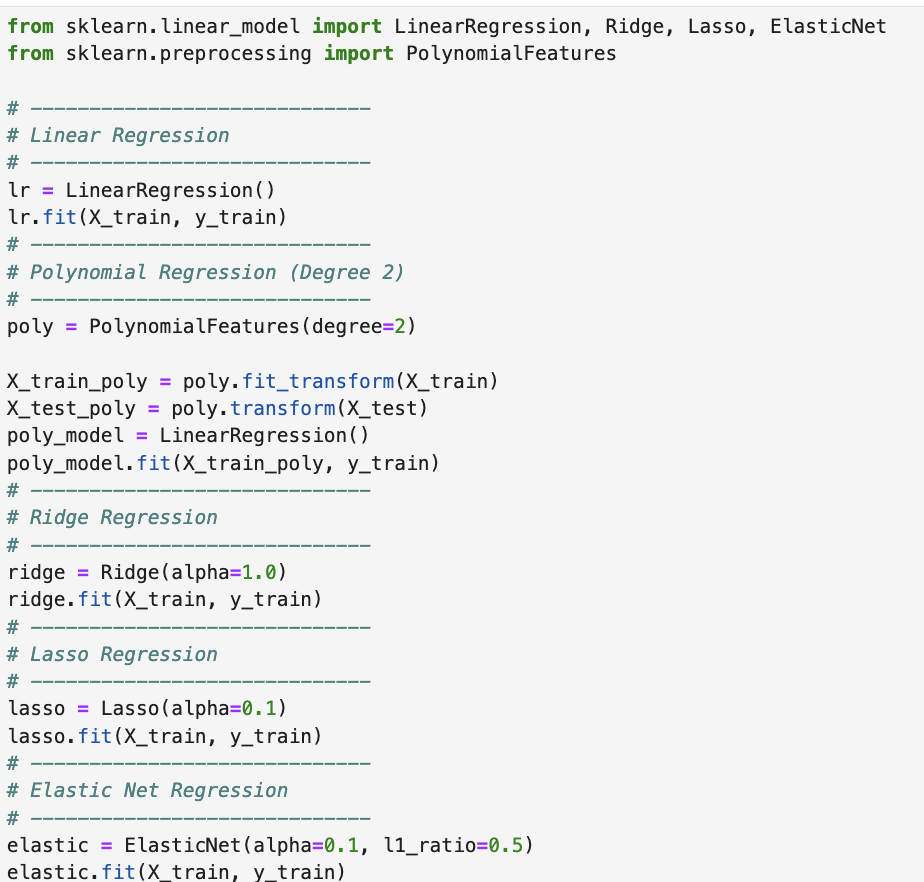 from sklearn.linear_model import LinearRegression, Ridge, Lasso, ElasticNet
from sklearn.preprocessing import PolynomialFeatures
# -----------------------------
# Linear Regression
# -----------------------------
lr = LinearRegression()
lr.fit(X_train, y_train)
# -----------------------------
# Polynomial Regression (Degree 2)
# -----------------------------
poly = PolynomialFeatures(degree=2)
X_train_poly = poly.fit_transform(X_train)
X_test_poly = poly.transform(X_test)
poly_model = LinearRegression()
poly_model.fit(X_train_poly, y_train)
# -----------------------------
# Ridge Regression
# -----------------------------
ridge = Ridge(alpha=1.0)
ridge.fit(X_train, y_train)
# -----------------------------
# Lasso Regression
# -----------------------------
lasso = Lasso(alpha=0.1)
lasso.fit(X_train, y_train)
# -----------------------------
# Elastic Net Regression
# -----------------------------
elastic = ElasticNet(alpha=0.1, l1_ratio=0.5)
elastic.fit(X_train, y_train)